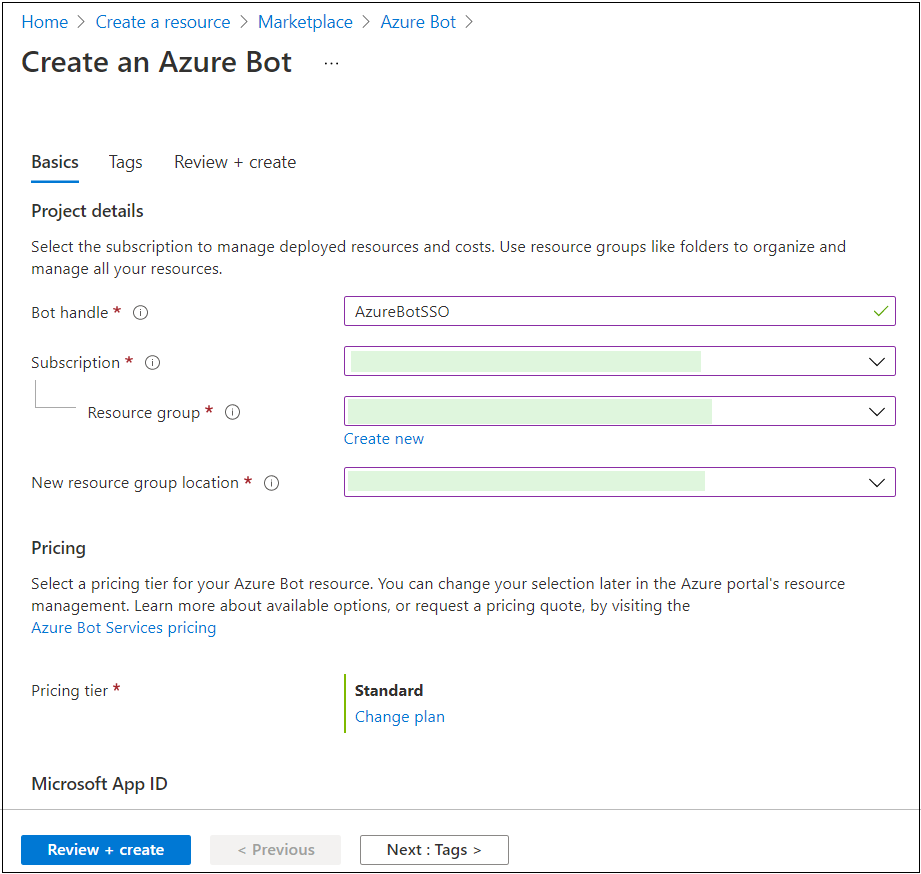 Home > Create a resource > Marketplace > Azure Bot >
Create an Azure Bot ...
Basics Tags Review + create
Project details
Select the subscription to manage deployed resources and costs. Use resource groups like folders to organize and
manage all your resources.
Bot handle *
AzureBotSSO
Subscription *
Resource group *
Create new
New resource group location *
Pricing
Select a pricing tier for your Azure Bot resource. You can change your selection later in the Azure portal's resource
management. Learn more about available options, or request a pricing quote, by visiting the
Azure Bot Services pricing
Pricing tier *
Standard
Change plan
Microsoft App ID
Review + create < Previous Next : Tags >